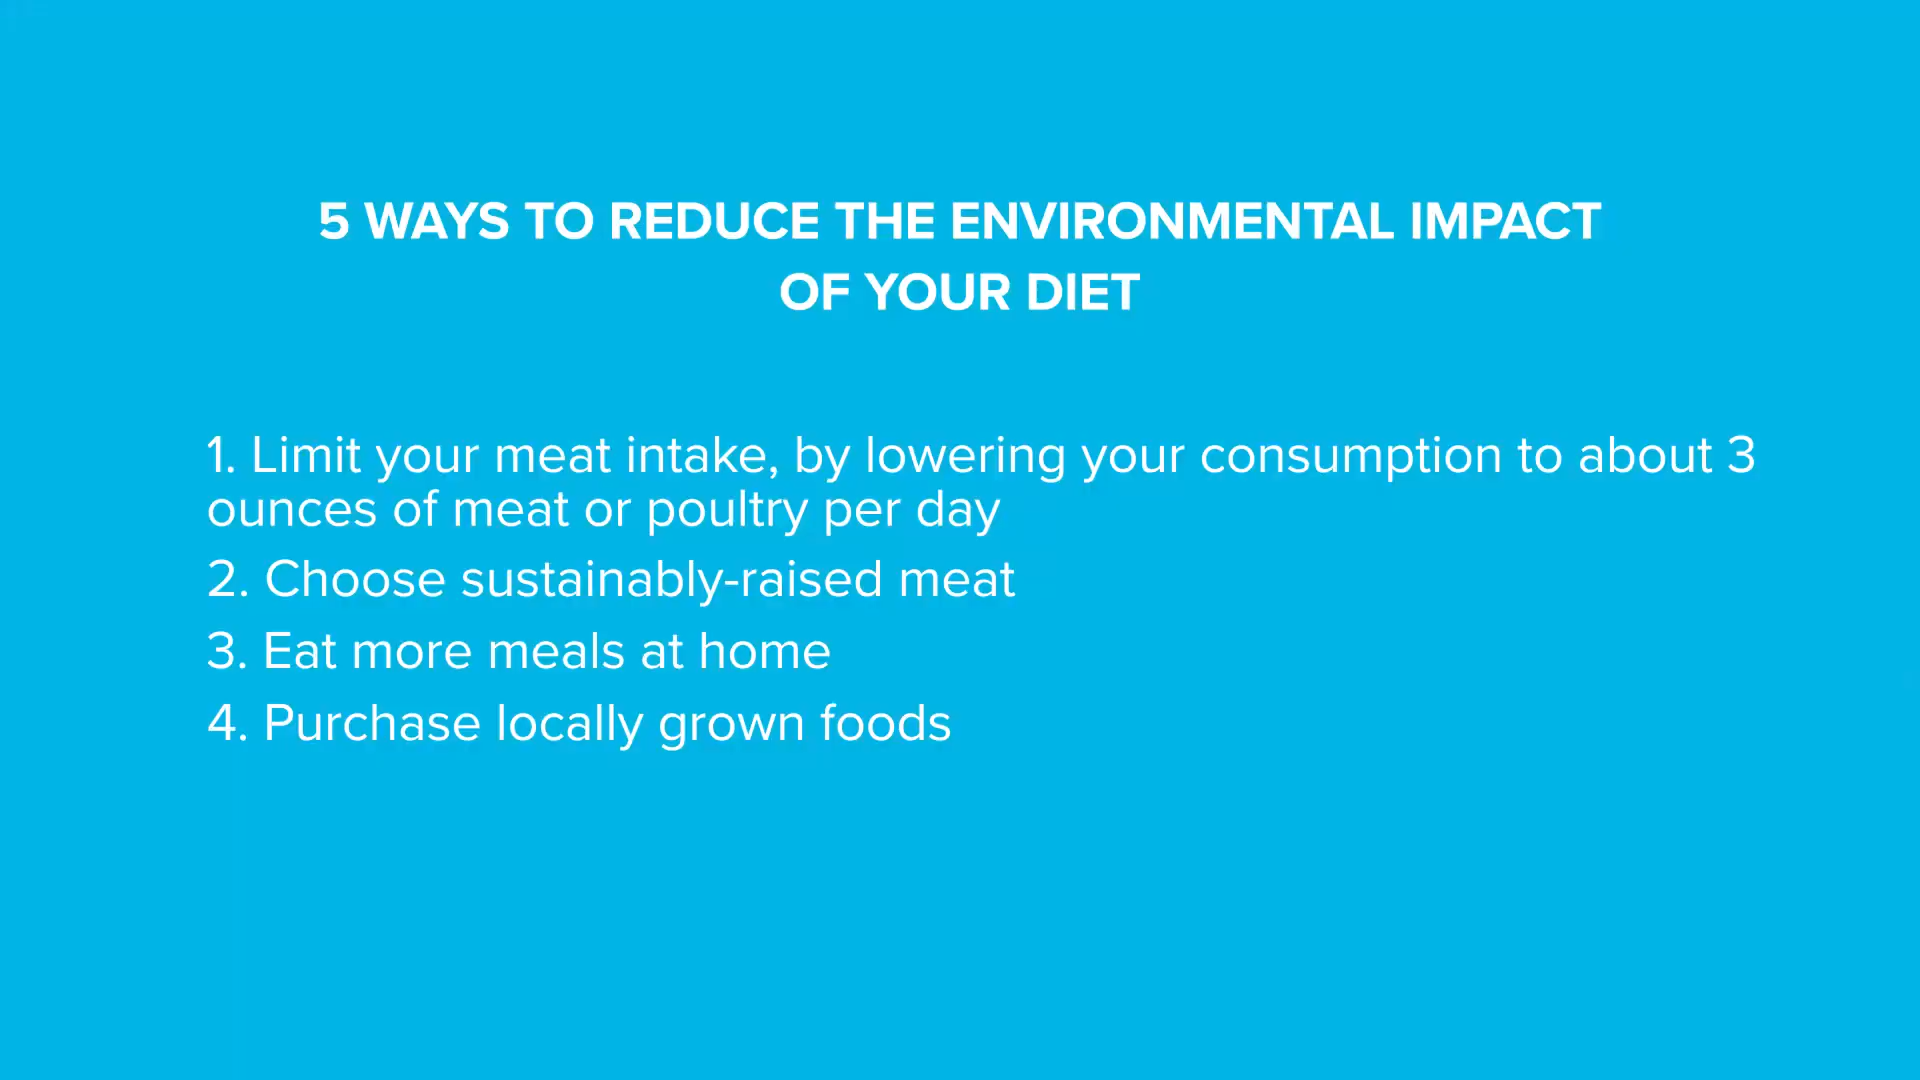 5 WAYS TO REDUCE THE ENVIRONMENTAL IMPACT
OF YOUR DIET
1. Limit your meat intake, by lowering your consumption to about 3
ounces of meat or poultry per day
2. Choose sustainably-raised meat
3. Eat more meals at home
4. Purchase locally grown foods